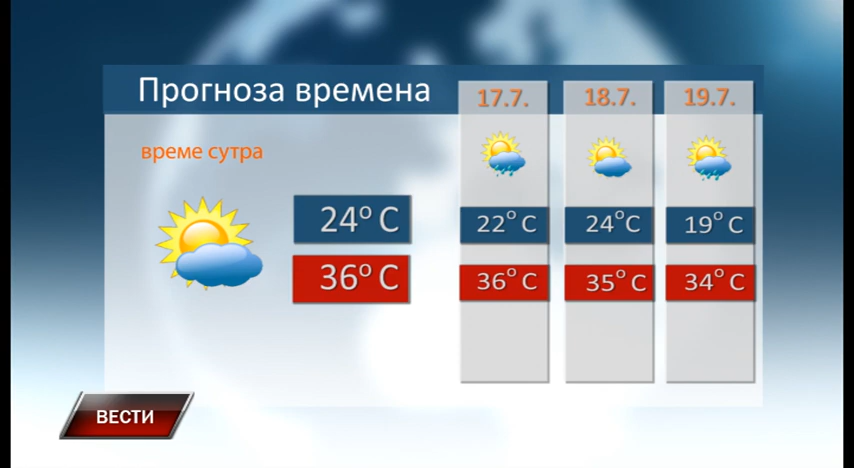 Прогноза времена
време сутра
24° C
36° C
17.7.
22° C
36° C
18.7.
24°C
35° C
19.7.
19° C
34° C
ВЕСТИ